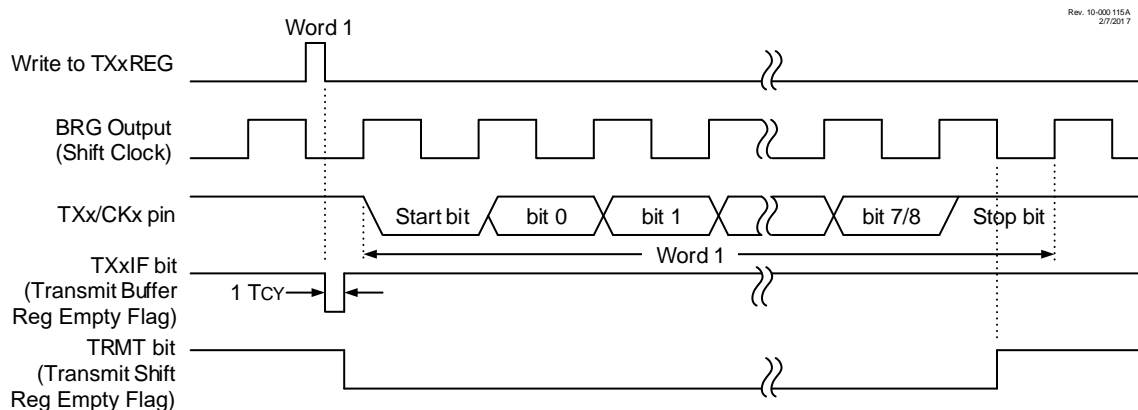 Rev. 10-000 115A
2/7/201 7
Word 1
Write to TXxREG
BRG Output
(Shift Clock)
TXx/CKx pin
Start bit
bit 0
bit 1
bit 7/8
Stop bit
Word 1
TXxIF bit
(Transmit Buffer
Reg Empty Flag)
1 TCY
TRMT bit
(Transmit Shift
Reg Empty Flag)